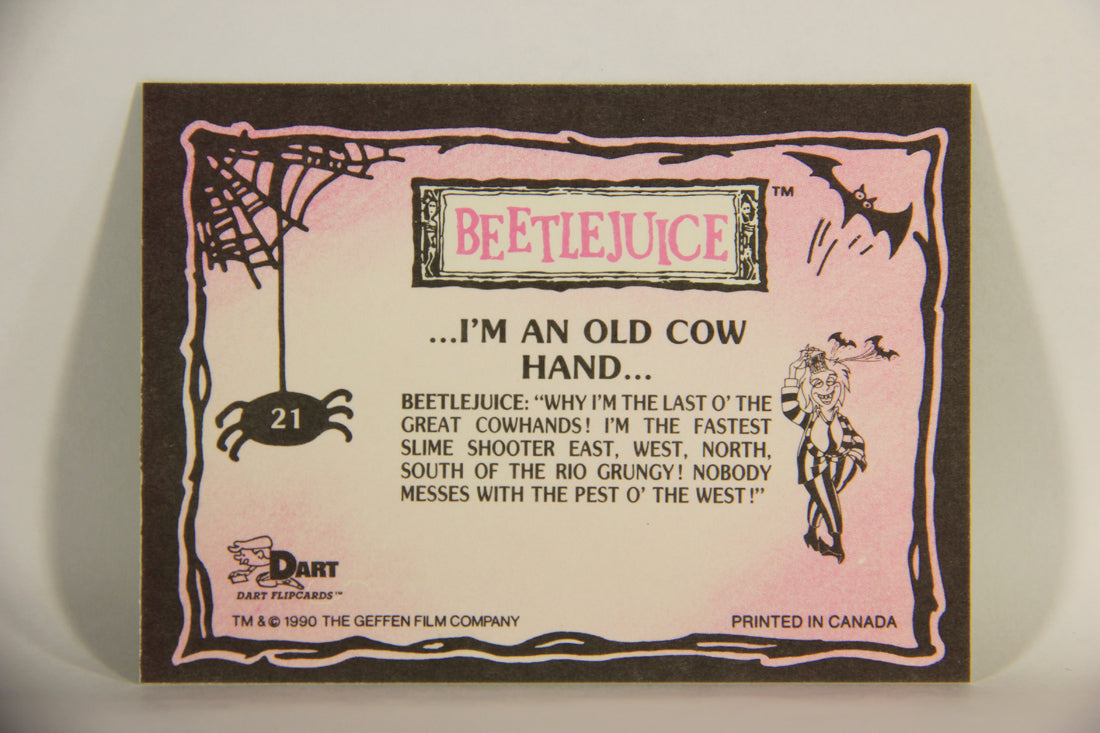 BEETLEJUICE™
...I'M AN OLD COW
HAND...
BEETLEJUICE: "WHY I'M THE LAST O' THE
GREAT COWHANDS! I'M THE FASTEST
SLIME SHOOTER EAST, WEST, NORTH,
SOUTH OF THE RIO GRUNGY! NOBODY
MESSES WITH THE PEST O' THE WEST!"
21
DART
DART FLIPCARDS™
TM & © 1990 THE GEFFEN FILM COMPANY
PRINTED IN CANADA